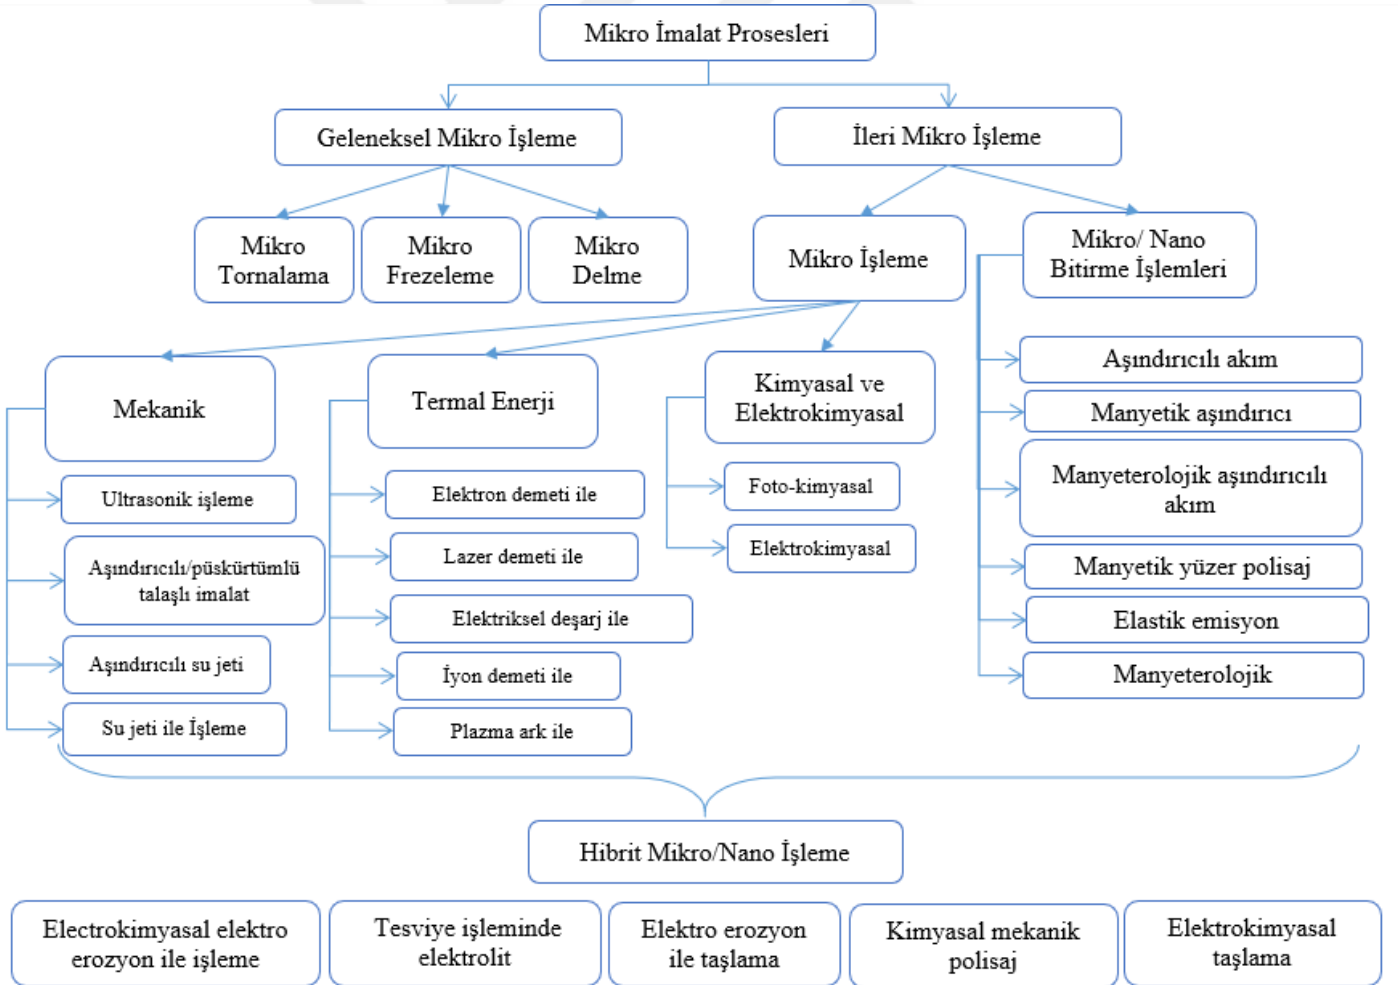 Mikro İmalat Prosesleri
Geleneksel Mikro İşleme
İleri Mikro İşleme
Mikro
Tornalama
Mikro
Frezeleme
Mikro
Delme
Mikro İşleme
Mikro/ Nano
Bitirme İşlemleri
Mekanik
Ultrasonik işleme
Aşındırıcılı/püskürtümlü
talaşlı imalat
Aşındırıcılı su jeti
Su jeti ile İşleme
Termal Enerji
Elektron demeti ile
Lazer demeti ile
Elektriksel deşarj ile
İyon demeti ile
Plazma ark ile
Kimyasal ve
Elektrokimyasal
Foto-kimyasal
Elektrokimyasal
Aşındırıcılı akım
Manyetik aşındırıcı
Manyeterolojik aşındırıcılı
akım
Manyetik yüzer polisaj
Elastik emisyon
Manyeterolojik
Hibrit Mikro/Nano İşleme
Electrokimyasal elektro
erozyon ile işleme
Tesviye işleminde
elektrolit
Elektro erozyon
ile taşlama
Kimyasal mekanik
polisaj
Elektrokimyasal
taşlama